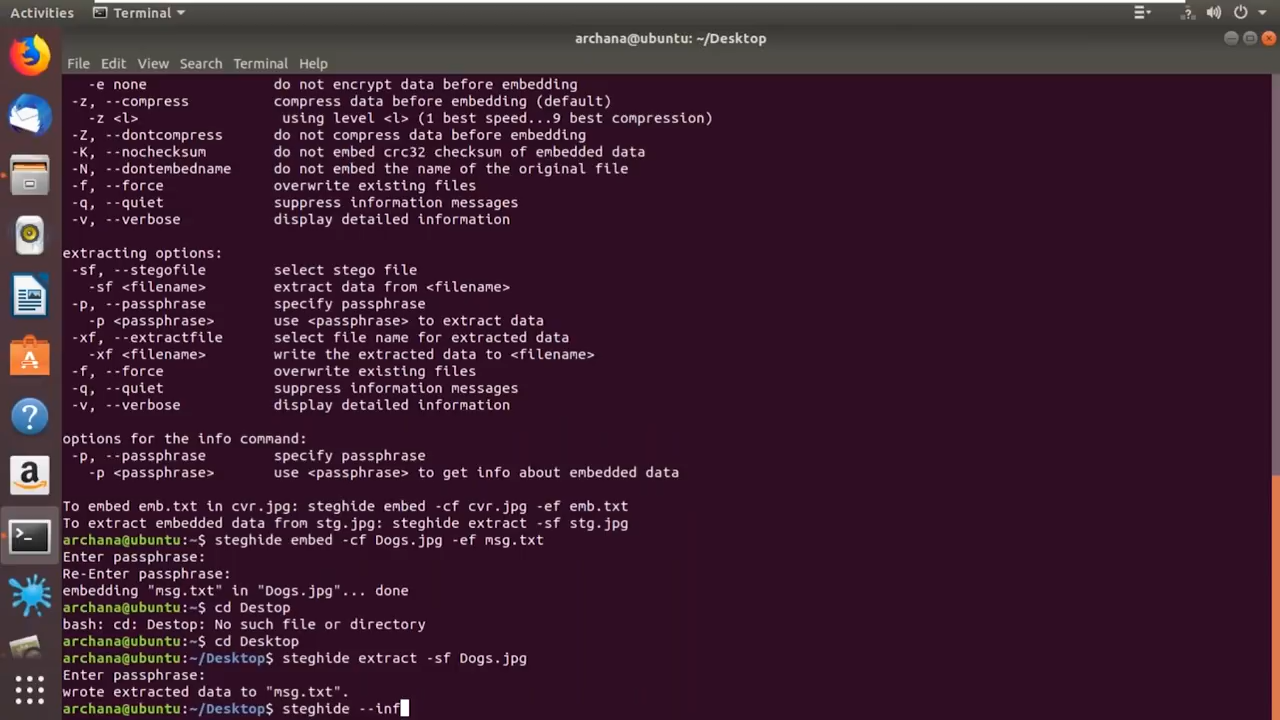 Activities Terminal
archana@ubuntu: ~/Desktop
File Edit View Search Terminal Help
-e none do not encrypt data before embedding
-z, --compress compress data before embedding (default)
-z <l> using level <l> (1 best speed...9 best compression)
-Z, --dontcompress do not compress data before embedding
-K, --nochecksum do not embed crc32 checksum of embedded data
-N, --dontembedname do not embed the name of the original file
-f, --force overwrite existing files
-q, --quiet suppress information messages
-v, --verbose display detailed information
extracting options:
-sf, --stegofile select stego file
-sf <filename> extract data from <filename>
-p, --passphrase specify passphrase
-p <passphrase> use <passphrase> to extract data
-xf, --extractfile select file name for extracted data
-xf <filename> write the extracted data to <filename>
-f, --force overwrite existing files
-q, --quiet suppress information messages
-v, --verbose display detailed information
options for the info command:
-p, --passphrase specify passphrase
-p <passphrase> use <passphrase> to get info about embedded data
To embed emb.txt in cvr.jpg: steghide embed -cf cvr.jpg -ef emb.txt
To extract embedded data from stg.jpg: steghide extract -sf stg.jpg
archana@ubuntu:~$ steghide embed -cf Dogs.jpg -ef msg.txt
Enter passphrase:
Re-Enter passphrase:
embedding "msg.txt" in "Dogs.jpg"... done
archana@ubuntu:~$ cd Destop
bash: cd: Destop: No such file or directory
archana@ubuntu:~$ cd Desktop
archana@ubuntu:~/Desktop$ steghide extract -sf Dogs.jpg
Enter passphrase:
wrote extracted data to "msg.txt".
archana@ubuntu:~/Desktop$ steghide --inf